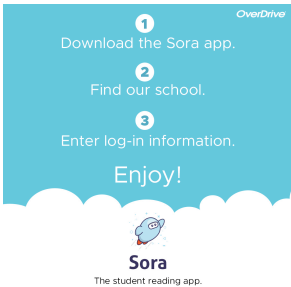 OverDrive
1
Download the Sora app.
2
Find our school.
3
Enter log-in information.
Enjoy!
Sora
The student reading app.